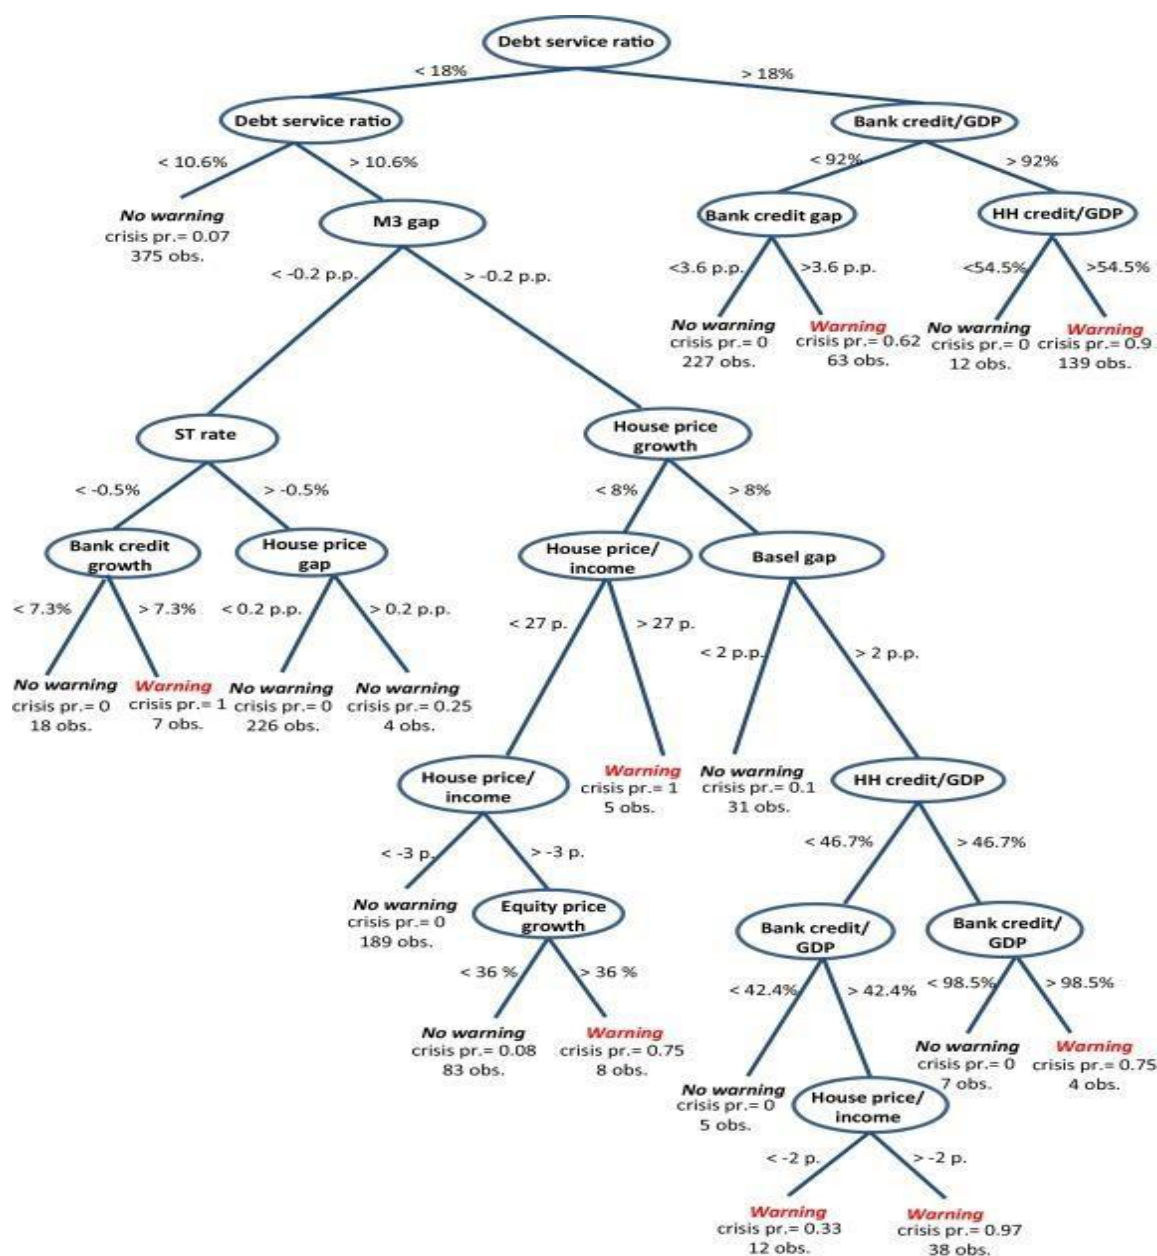 Debt service ratio
< 18%
> 18%
Debt service ratio
Bank credit/GDP
< 10.6%
> 10.6%
< 92%
> 92%
No warning
crisis pr.= 0.07
375 obs.
M3 gap
Bank credit gap
HH credit/GDP
< -0.2 p.p.
> -0.2 p.p.
<3.6 p.p.
>3.6 p.p.
<54.5%
>54.5%
No warning
crisis pr.= 0
227 obs.
Warning
crisis pr.= 0.62
63 obs.
No warning
crisis pr.= 0
12 obs.
Warning
crisis pr.= 0.9
139 obs.
ST rate
House price
growth
< -0.5%
> -0.5%
< 8%
> 8%
Bank credit
growth
House price
gap
House price/
income
Basel gap
< 7.3%
> 7.3%
< 0.2 p.p.
> 0.2 p.p.
< 27 p.
> 27 p.
< 2 p.p.
> 2 p.p.
No warning
crisis pr.= 0
18 obs.
Warning
crisis pr.= 1
7 obs.
No warning
crisis pr.= 0
226 obs.
No warning
crisis pr.= 0.25
4 obs.
House price/
income
Warning
crisis pr.= 1
5 obs.
No warning
crisis pr.= 0.1
31 obs.
HH credit/GDP
< -3 p.
> -3 p.
< 46.7%
> 46.7%
No warning
crisis pr.= 0
189 obs.
Equity price
growth
Bank credit/
GDP
Bank credit/
GDP
< 36 %
> 36 %
< 42.4%
> 42.4%
< 98.5%
> 98.5%
No warning
crisis pr.= 0.08
83 obs.
Warning
crisis pr.= 0.75
8 obs.
No warning
crisis pr.= 0
5 obs.
House price/
income
No warning
crisis pr.= 0
7 obs.
Warning
crisis pr.= 0.75
4 obs.
< -2 p.
> -2 p.
Warning
crisis pr.= 0.33
12 obs.
Warning
crisis pr.= 0.97
38 obs.